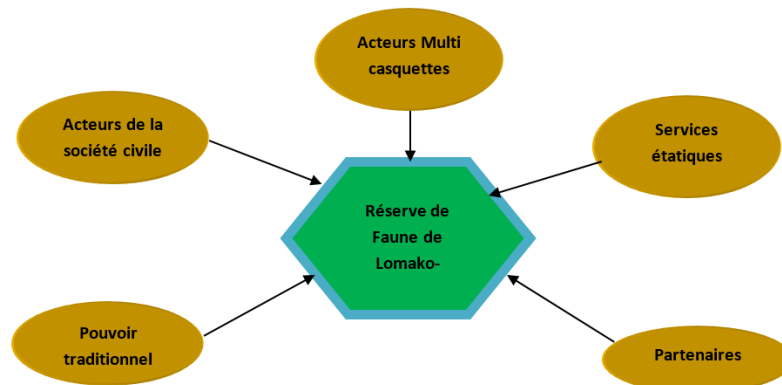 Acteurs Multi
casquettes
Acteurs de la
société civile
Services
étatiques
Réserve de
Faune de
Lomako-
Pouvoir
traditionnel
Partenaires